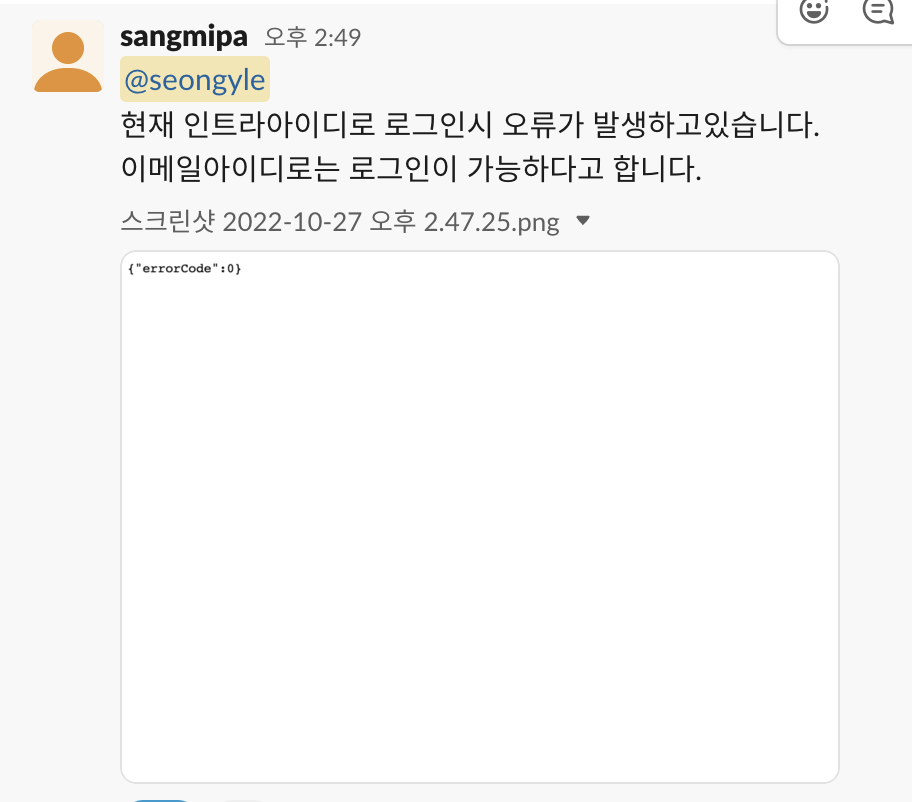 sangmipa 오후 2:49
@seongyle
현재 인트라아이디로 로그인시 오류가 발생하고있습니다.
이메일아이디로는 로그인이 가능하다고 합니다.
스크린샷 2022-10-27 오후 2.47.25.png
{"errorCode":0}